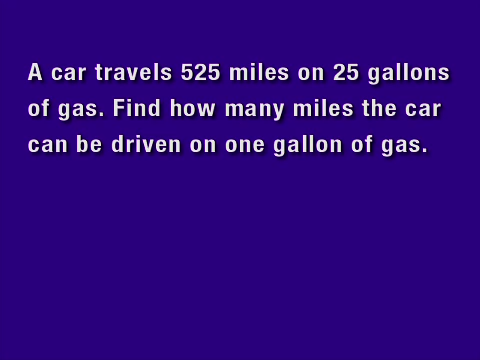 A car travels 525 miles on 25 gallons
of gas. Find how many miles the car
can be driven on one gallon of gas.